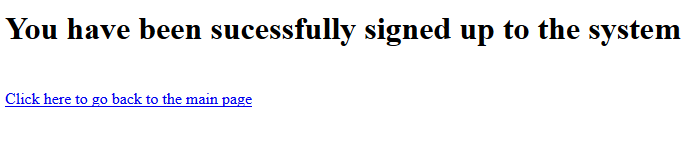 You have been sucessfully signed up to the system
Click here to go back to the main page